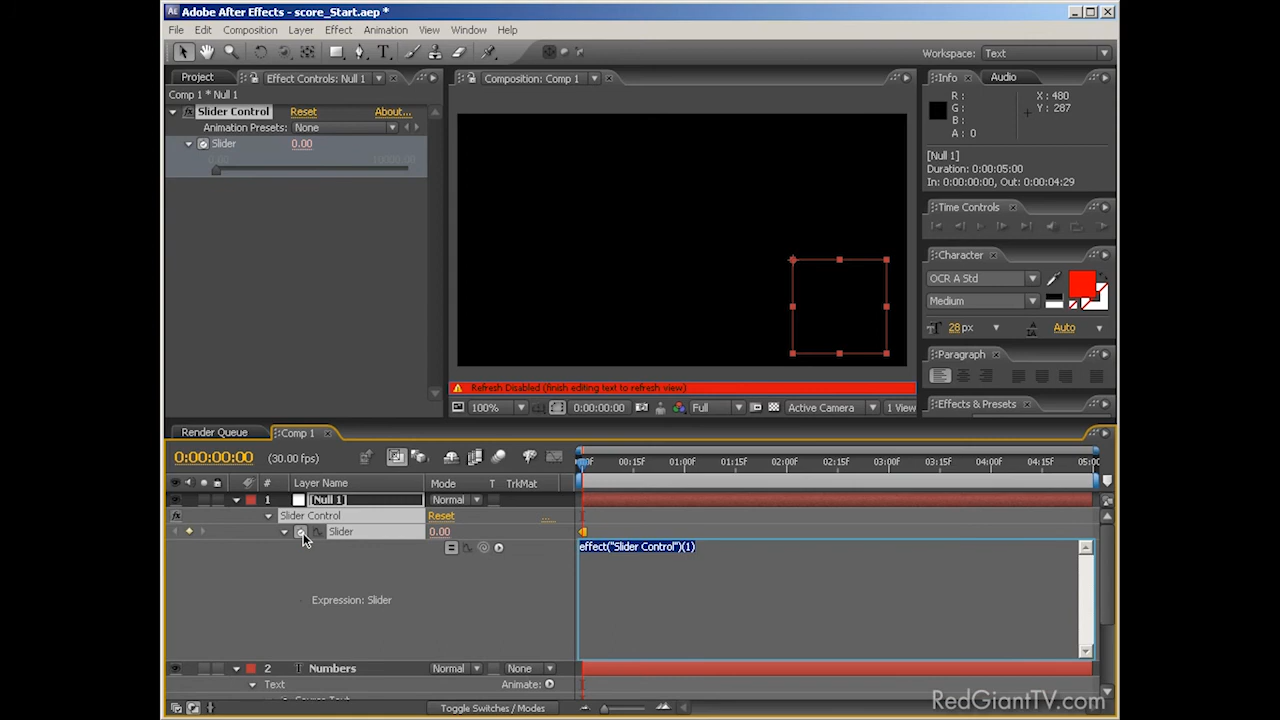 Adobe After Effects - score_Start.aep *
File Edit Composition Layer Effect Animation View Window Help
Workspace: Text
Project Effect Controls: Null 1
Composition: Comp 1
Info Audio
Comp 1 * Null 1
Slider Control Reset About...
Animation Presets: None
Slider 0.00
0.00 10000.00
R : X : 480
G : Y : 287
B :
A : 0
[Null 1]
Duration: 0:00:05:00
In: 0:00:00:00, Out: 0:00:04:29
Time Controls
Character
OCR A Std
Medium
28 px Auto
Paragraph
Effects & Presets
Refresh Disabled (finish editing text to refresh view)
100% 0:00:00:00 Full Active Camera 1 View
Render Queue Comp 1
0:00:00:00 (30.00 fps)
00:15F 01:00F 01:15F 02:00F 02:15F 03:00F 03:15F 04:00F 04:15F 05:00
# Layer Name Mode T TrkMat
1 [Null 1] Normal
Slider Control Reset ...
Slider 0.00
effect("Slider Control")(1)
Expression: Slider
2 T Numbers Normal None
Text Animate:
Source Text
Toggle Switches / Modes
RedGiantTV.com